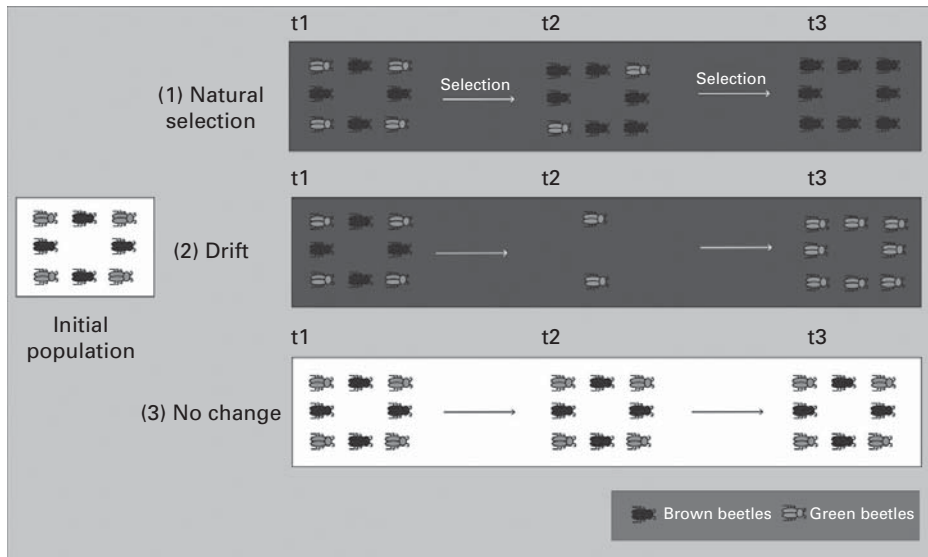 t1 t2 t3
(1) Natural
selection
Selection
Selection
t1 t2 t3
(2) Drift
Initial
population
t1 t2 t3
(3) No change
Brown beetles Green beetles